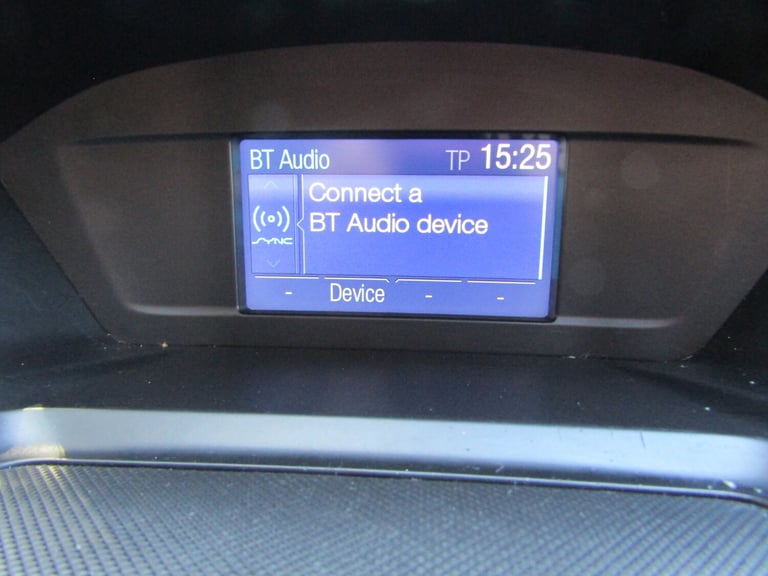 BT Audio TP 15:25
Connect a
BT Audio device
SYNC
- Device - -